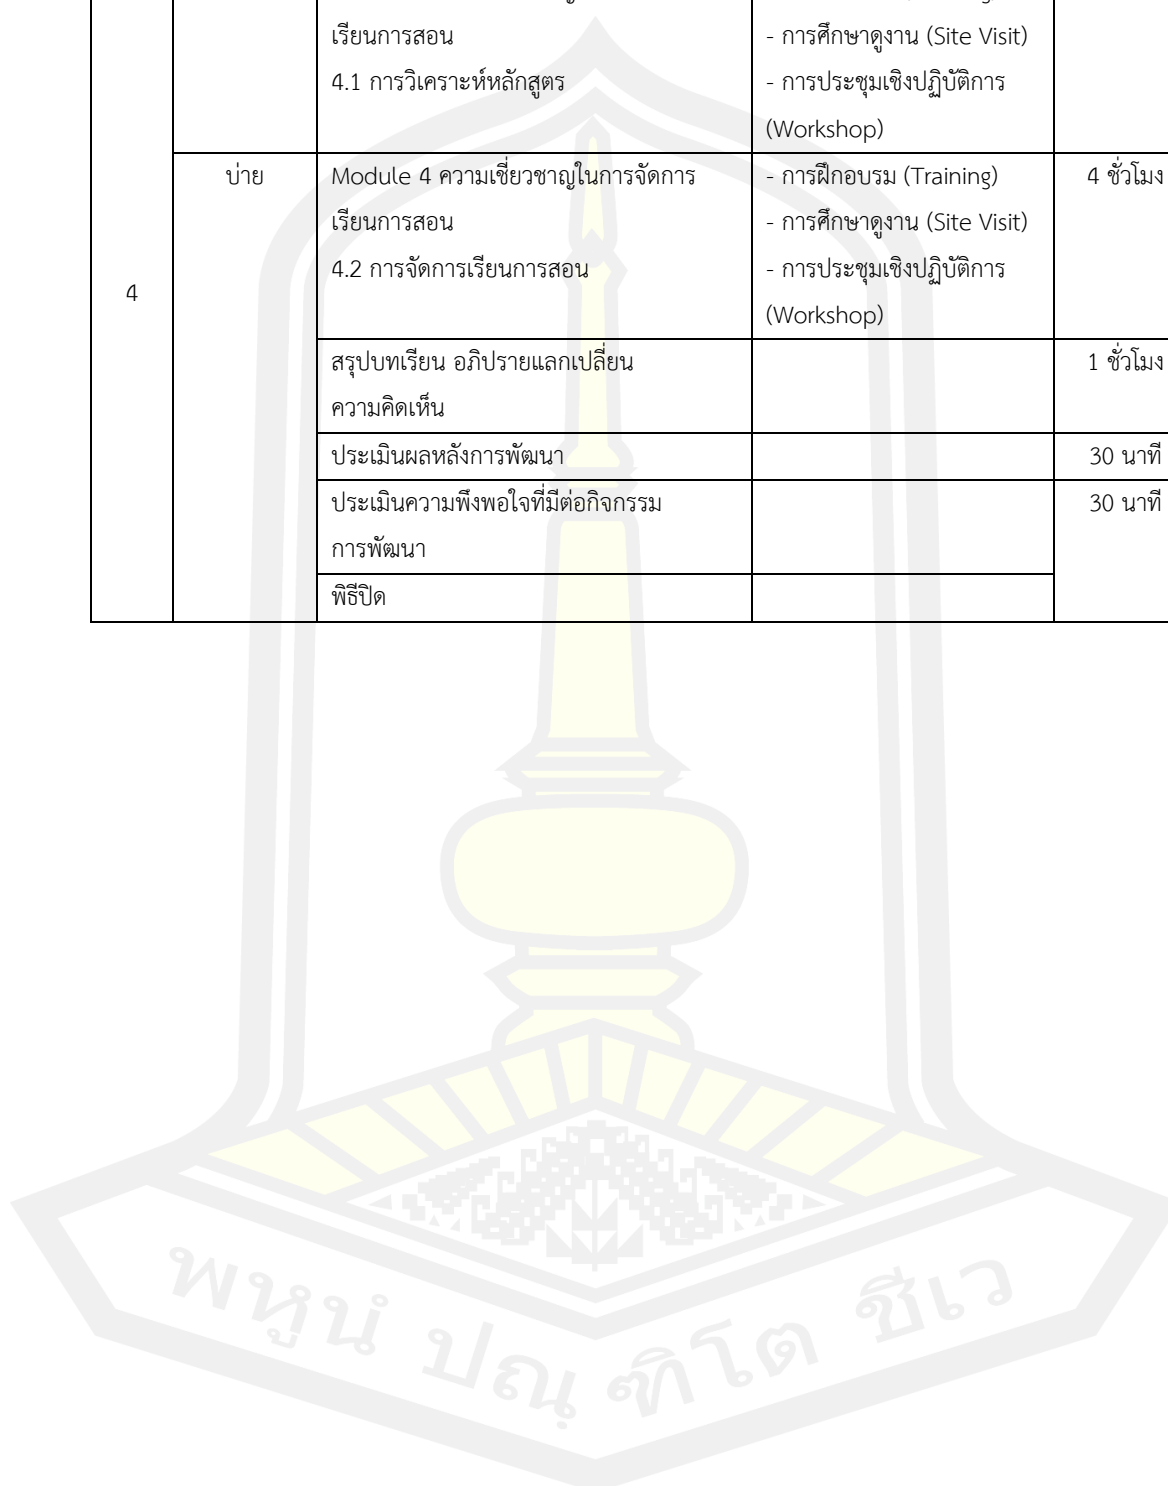 เรียนการสอน
4.1 การวิเคราะห์หลักสูตร
- การศึกษาดูงาน (Site Visit)
- การประชุมเชิงปฏิบัติการ
(Workshop)
4
บ่าย
Module 4 ความเชี่ยวชาญในการจัดการ
เรียนการสอน
4.2 การจัดการเรียนการสอน
- การฝึกอบรม (Training)
- การศึกษาดูงาน (Site Visit)
- การประชุมเชิงปฏิบัติการ
(Workshop)
4 ชั่วโมง
สรุปบทเรียน อภิปรายแลกเปลี่ยน
ความคิดเห็น
1 ชั่วโมง
ประเมินผลหลังการพัฒนา
30 นาที
ประเมินความพึงพอใจที่มีต่อกิจกรรม
การพัฒนา
30 นาที
พิธีปิด
พหูนํ ปณฺฑิโต ชีเว